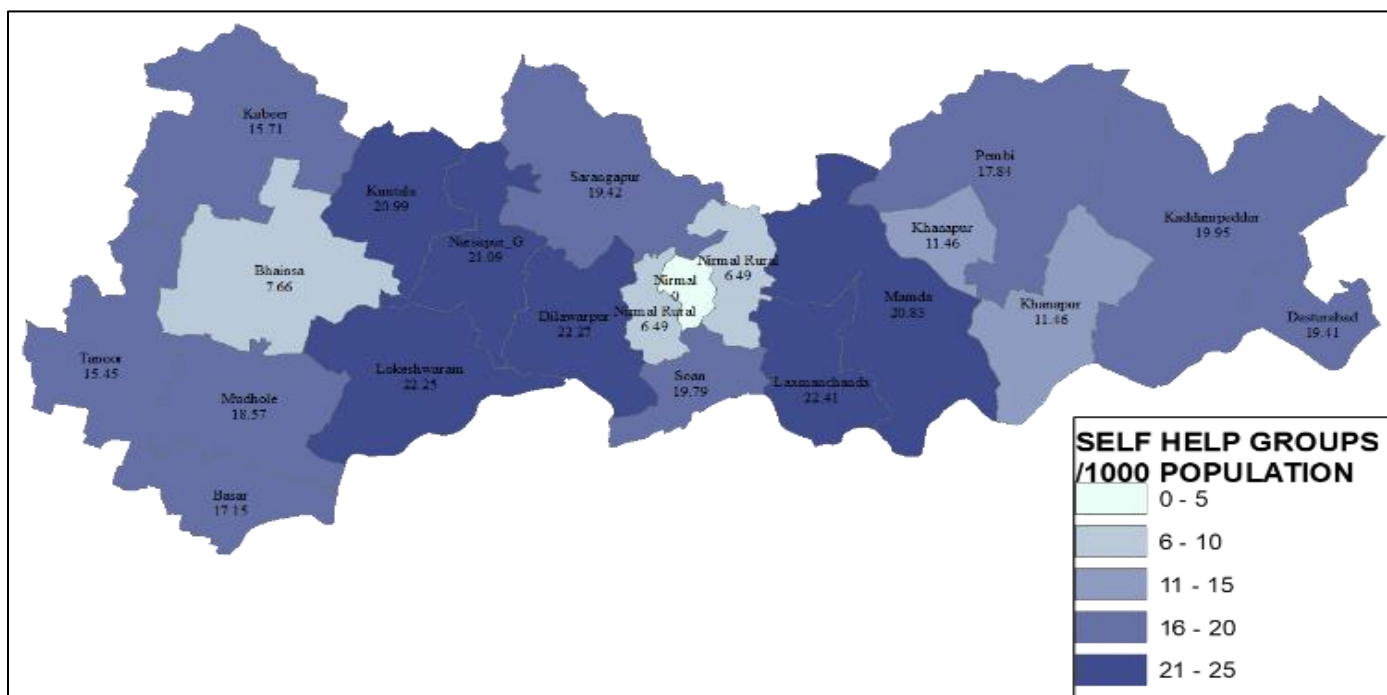 Kubeer
15.71
Kuntala
20.99
Narsapur_G
21.09
Sarangapur
19.42
Pembi
17.84
Khanapur
11.46
Kaddampeddur
19.95
Bhainsa
7.66
Nirmal Rural
6.49
Nirmal
0
Nirmal Rural
6.49
Dilawarpur
22.27
Mamda
20.83
Khanapur
11.46
Dasturabad
19.41
Tanoor
15.45
Mudhole
18.57
Lokeshwaram
22.25
Soan
19.79
Laxmanchanda
22.41
Basar
17.15
SELF HELP GROUPS
/1000 POPULATION
0 - 5
6 - 10
11 - 15
16 - 20
21 - 25